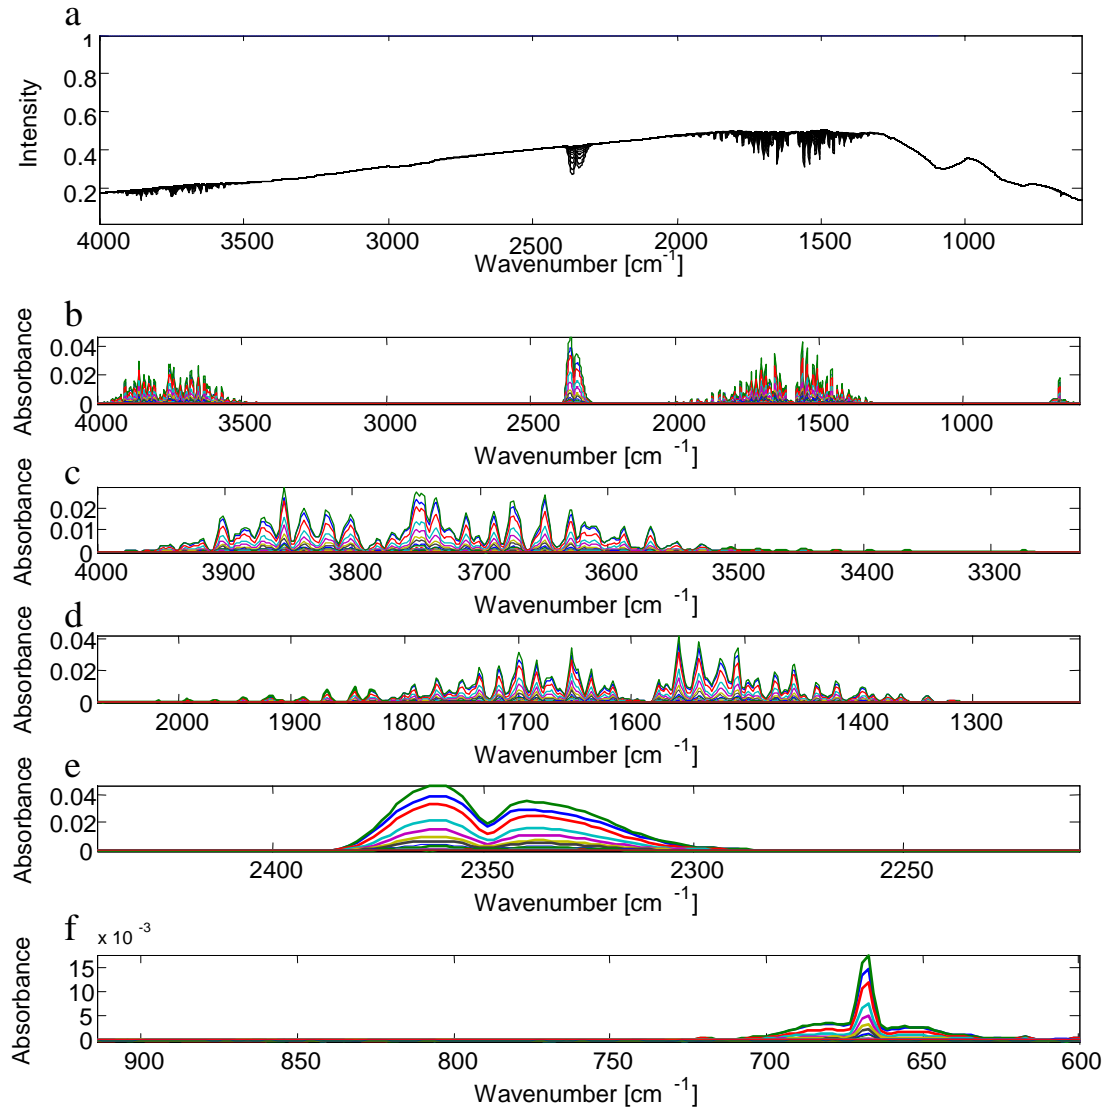 a
1
0.8
0.6
0.4
0.2
Intensity
4000 3500 3000 2500 2000 1500 1000
Wavenumber [cm-1]
b
0.04
0.02
0
Absorbance
4000 3500 3000 2500 2000 1500 1000
Wavenumber [cm -1]
c
0.02
0.01
0
Absorbance
4000 3900 3800 3700 3600 3500 3400 3300
Wavenumber [cm -1]
d
0.04
0.02
0
Absorbance
2000 1900 1800 1700 1600 1500 1400 1300
Wavenumber [cm -1]
e
0.04
0.02
0
Absorbance
2400 2350 2300 2250
Wavenumber [cm -1]
f
x 10 -3
15
10
5
0
Absorbance
900 850 800 750 700 650 600
Wavenumber [cm -1]